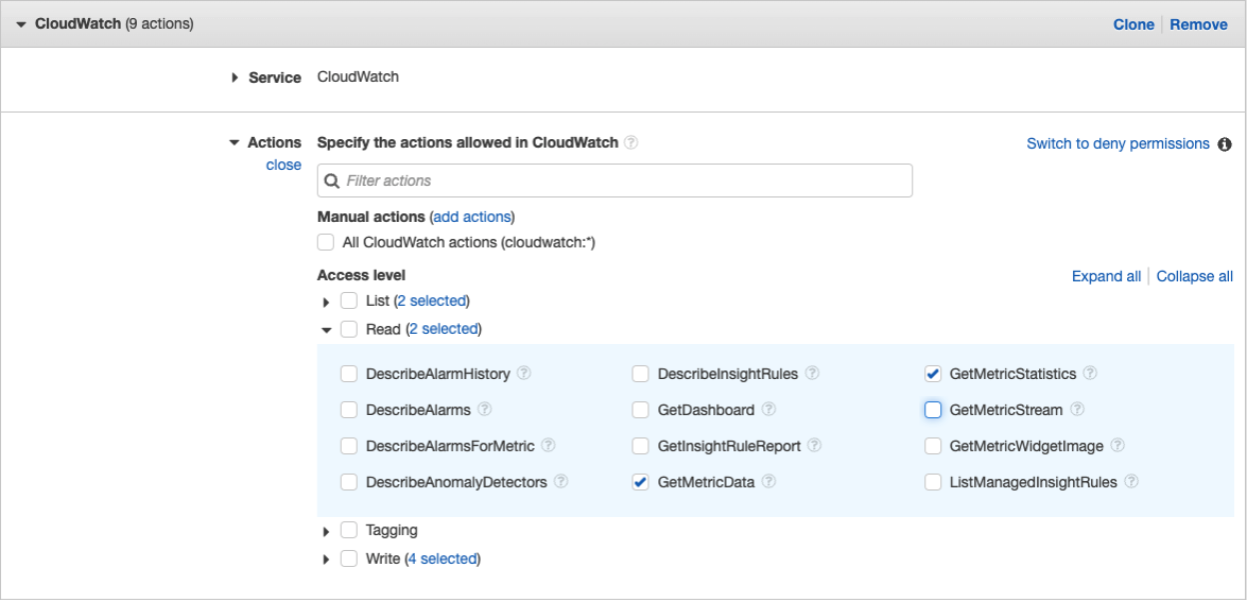 CloudWatch (9 actions) Clone Remove
Service CloudWatch
Actions Specify the actions allowed in CloudWatch ? Switch to deny permissions i
close
Filter actions
Manual actions (add actions)
All CloudWatch actions (cloudwatch:*)
Access level Expand all Collapse all
List (2 selected)
Read (2 selected)
DescribeAlarmHistory ? DescribeInsightRules ? GetMetricStatistics ?
DescribeAlarms ? GetDashboard ? GetMetricStream ?
DescribeAlarmsForMetric ? GetInsightRuleReport ? GetMetricWidgetImage ?
DescribeAnomalyDetectors ? GetMetricData ? ListManagedInsightRules ?
Tagging
Write (4 selected)